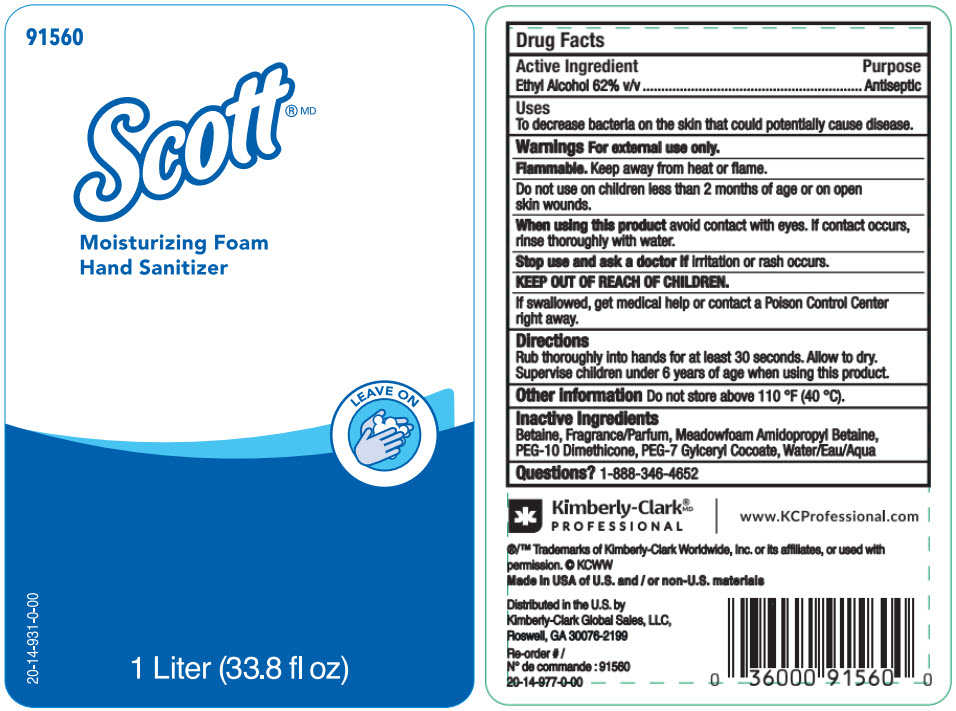 91560
Scott ® MD
Moisturizing Foam
Hand Sanitizer
LEAVE ON
20-14-931-0-00
1 Liter (33.8 fl oz)
Drug Facts
Active Ingredient Purpose
Ethyl Alcohol 62% v/v ........................................................... Antiseptic
Uses
To decrease bacteria on the skin that could potentially cause disease.
Warnings For external use only.
Flammable. Keep away from heat or flame.
Do not use on children less than 2 months of age or on open
skin wounds.
When using this product avoid contact with eyes. If contact occurs,
rinse thoroughly with water.
Stop use and ask a doctor if irritation or rash occurs.
KEEP OUT OF REACH OF CHILDREN.
If swallowed, get medical help or contact a Poison Control Center
right away.
Directions
Rub thoroughly into hands for at least 30 seconds. Allow to dry.
Supervise children under 6 years of age when using this product.
Other information Do not store above 110 °F (40 °C).
Inactive Ingredients
Betaine, Fragrance/Parfum, Meadowfoam Amidopropyl Betaine,
PEG-10 Dimethicone, PEG-7 Gylceryl Cocoate, Water/Eau/Aqua
Questions? 1-888-346-4652
Kimberly-Clark ® MD
PROFESSIONAL
www.KCProfessional.com
®/™ Trademarks of Kimberly-Clark Worldwide, Inc. or its affiliates, or used with
permission. © KCWW
Made in USA of U.S. and / or non-U.S. materials
Distributed in the U.S. by
Kimberly-Clark Global Sales, LLC,
Roswell, GA 30076-2199
Re-order # /
N° de commande : 91560
20-14-977-0-00
0 36000 91560 0